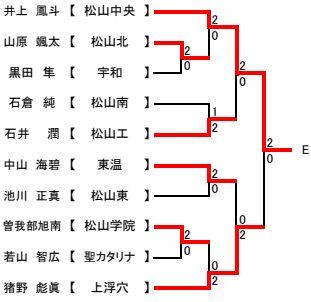 井上 鳳斗 【 松山中央 】
2
0
山原 颯太 【 松山北 】
2
0
黒田 隼 【 宇和 】
2
0
石倉 純 【 松山南 】
1
2
石井 潤 【 松山工 】
2
0
E
中山 海碧 【 東温 】
2
0
池川 正真 【 松山東 】
0
2
曽我部旭南 【 松山学院 】
2
0
若山 智広 【 聖カタリナ 】
0
2
猪野 彪眞 【 上浮穴 】